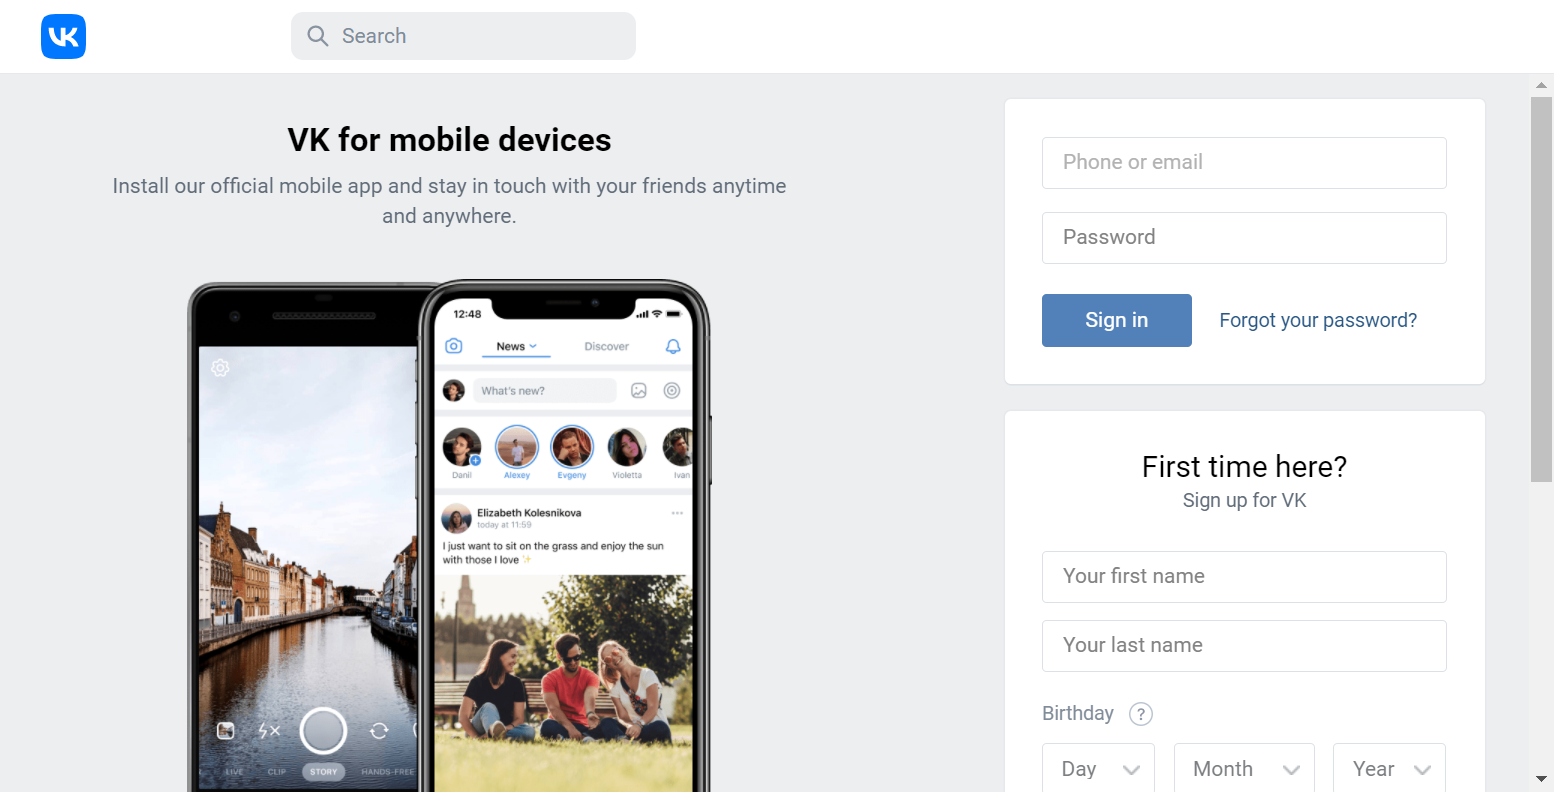 VK
Search
VK for mobile devices
Install our official mobile app and stay in touch with your friends anytime
and anywhere.
12:48
News
Discover
What's new?
Danil
Alexey
Evgeny
Violetta
Ivan
Elizabeth Kolesnikova
today at 11:59
I just want to sit on the grass and enjoy the sun
with those I love ✨
LIVE
CLIP
STORY
HANDS-FREE
Phone or email
Password
Sign in
Forgot your password?
First time here?
Sign up for VK
Your first name
Your last name
Birthday ?
Day
Month
Year